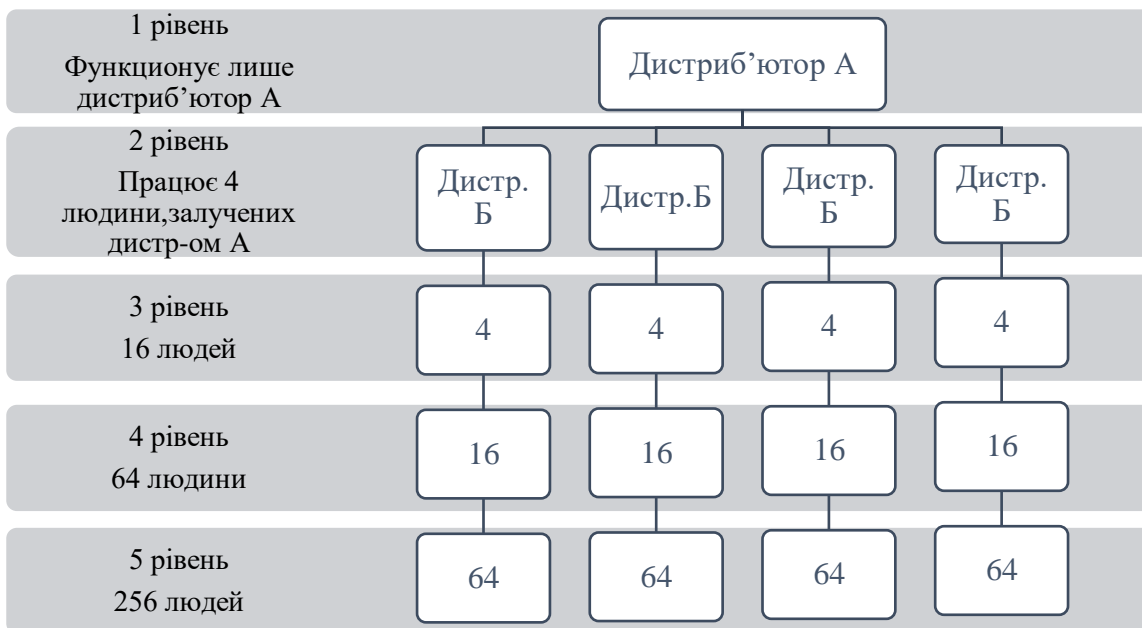 1 рівень
Функционує лише
дистриб’ютор А
Дистриб’ютор А
2 рівень
Працює 4
людини,залучених
дистр-ом А
Дистр.
Б
Дистр.Б
Дистр.
Б
Дистр.
Б
3 рівень
16 людей
4
4
4
4
4 рівень
64 людини
16
16
16
16
5 рівень
256 людей
64
64
64
64